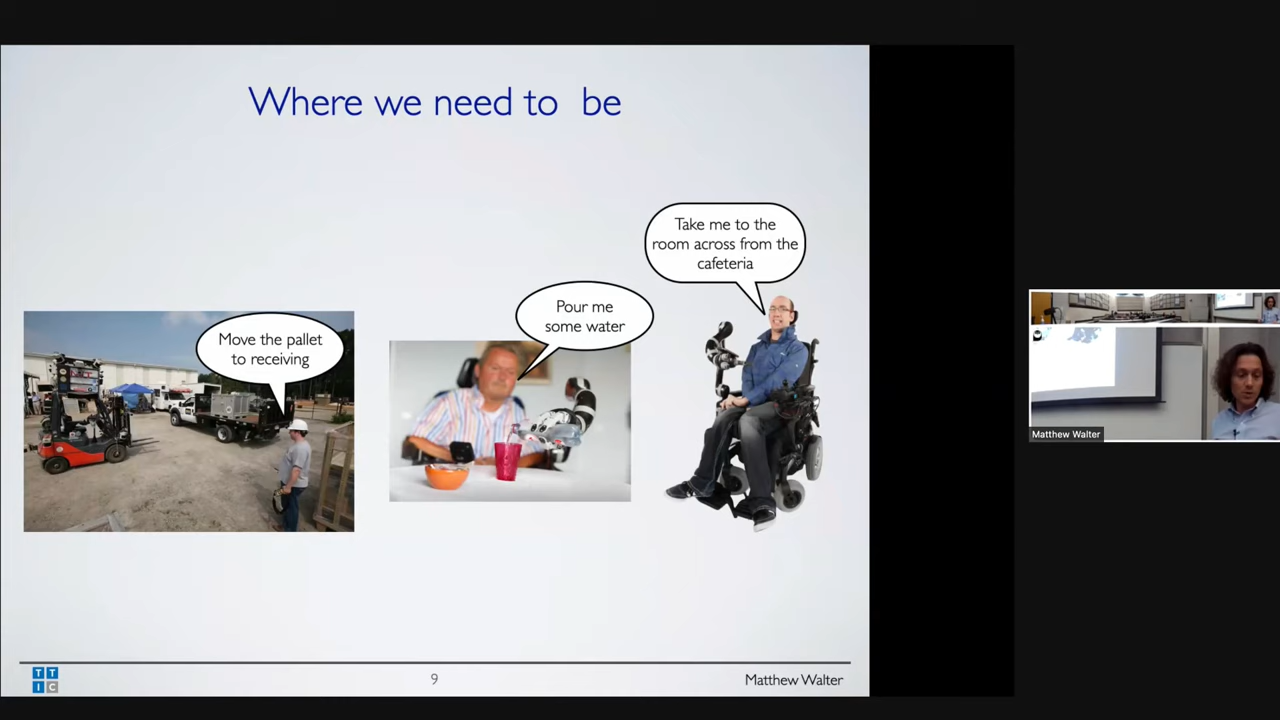 Where we need to be
Take me to the
room across from the
cafeteria
Pour me
some water
Move the pallet
to receiving
T T
I C
9
Matthew Walter
Matthew Walter